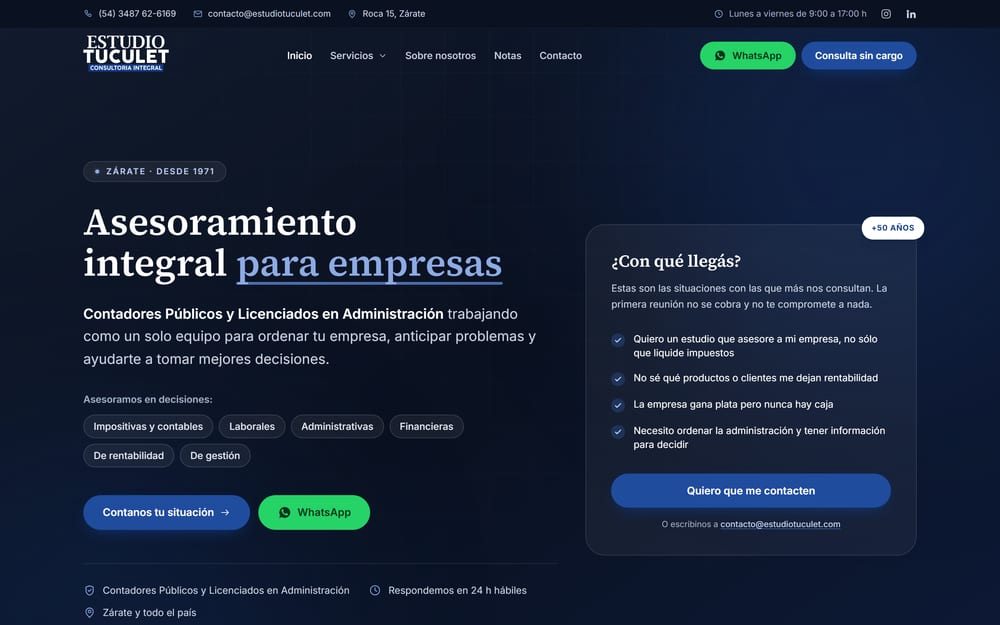 (54) 3487 62-6169
contacto@estudiotuculet.com
Roca 15, Zárate
Lunes a viernes de 9:00 a 17:00 h
ESTUDIO
TUCULET
CONSULTORIA INTEGRAL
Inicio
Servicios
Sobre nosotros
Notas
Contacto
WhatsApp
Consulta sin cargo
ZÁRATE · DESDE 1971
Asesoramiento
integral para empresas
Contadores Públicos y Licenciados en Administración trabajando
como un solo equipo para ordenar tu empresa, anticipar problemas y
ayudarte a tomar mejores decisiones.
Asesoramos en decisiones:
Impositivas y contables
Laborales
Administrativas
Financieras
De rentabilidad
De gestión
Contanos tu situación →
WhatsApp
Contadores Públicos y Licenciados en Administración
Respondemos en 24 h hábiles
Zárate y todo el país
+50 AÑOS
¿Con qué llegás?
Estas son las situaciones con las que más nos consultan. La
primera reunión no se cobra y no te compromete a nada.
Quiero un estudio que asesore a mi empresa, no sólo
que liquide impuestos
No sé qué productos o clientes me dejan rentabilidad
La empresa gana plata pero nunca hay caja
Necesito ordenar la administración y tener información
para decidir
Quiero que me contacten
O escribinos a contacto@estudiotuculet.com